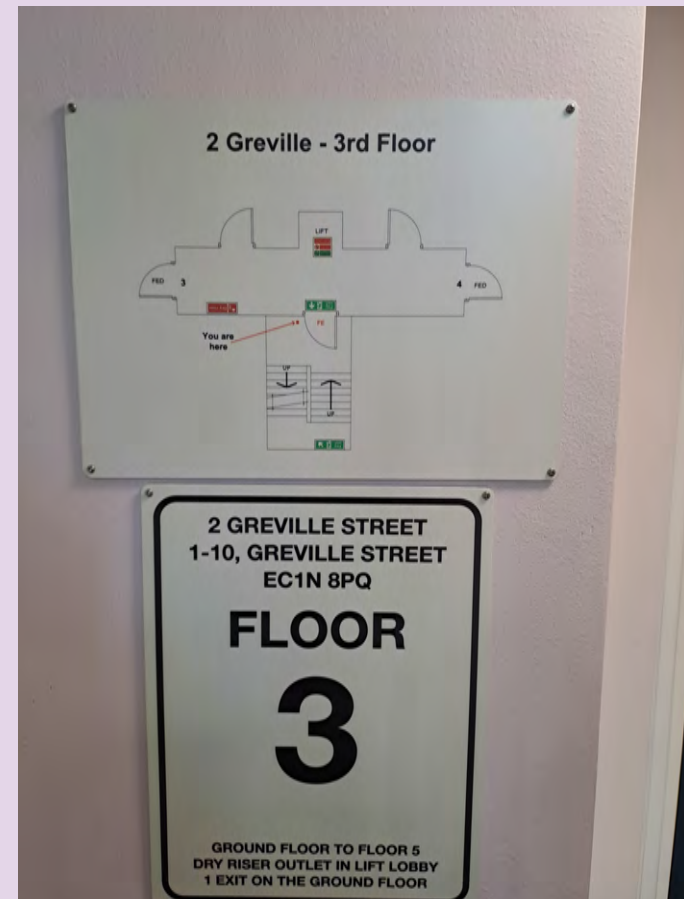 2 Greville - 3rd Floor
LIFT
FED
3
4
FED
You are
here
FE
UP
UP
2 GREVILLE STREET
1-10, GREVILLE STREET
EC1N 8PQ
FLOOR
3
GROUND FLOOR TO FLOOR 5
DRY RISER OUTLET IN LIFT LOBBY
1 EXIT ON THE GROUND FLOOR